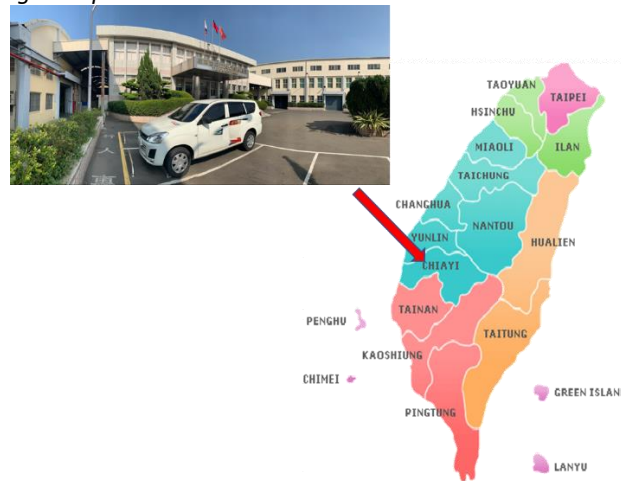 TAOYUAN
TAIPEI
HSINCHU
MIAOLI
ILAN
TAICHUNG
CHANGHUA
NANTOU
YUNLIN
HUALIEN
CHIAYI
TAINAN
PENGHU
TAITUNG
KAOSHIUNG
CHIMEI
GREEN ISLAN
PINGTUNG
LANYU